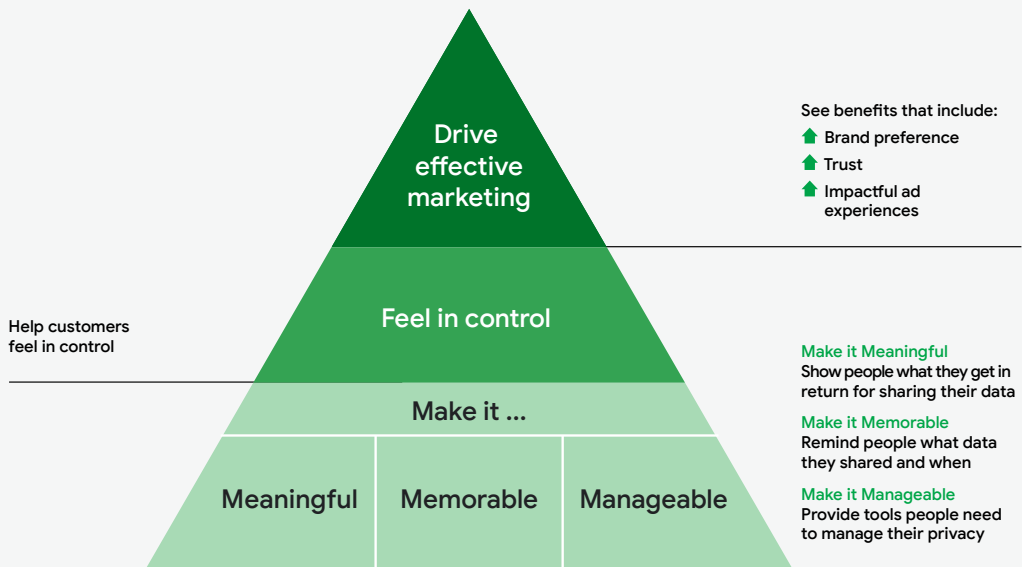 Drive
effective
marketing
See benefits that include:
Brand preference
Trust
Impactful ad
experiences
Feel in control
Help customers
feel in control
Make it ...
Meaningful
Memorable
Manageable
Make it Meaningful
Show people what they get in
return for sharing their data
Make it Memorable
Remind people what data
they shared and when
Make it Manageable
Provide tools people need
to manage their privacy